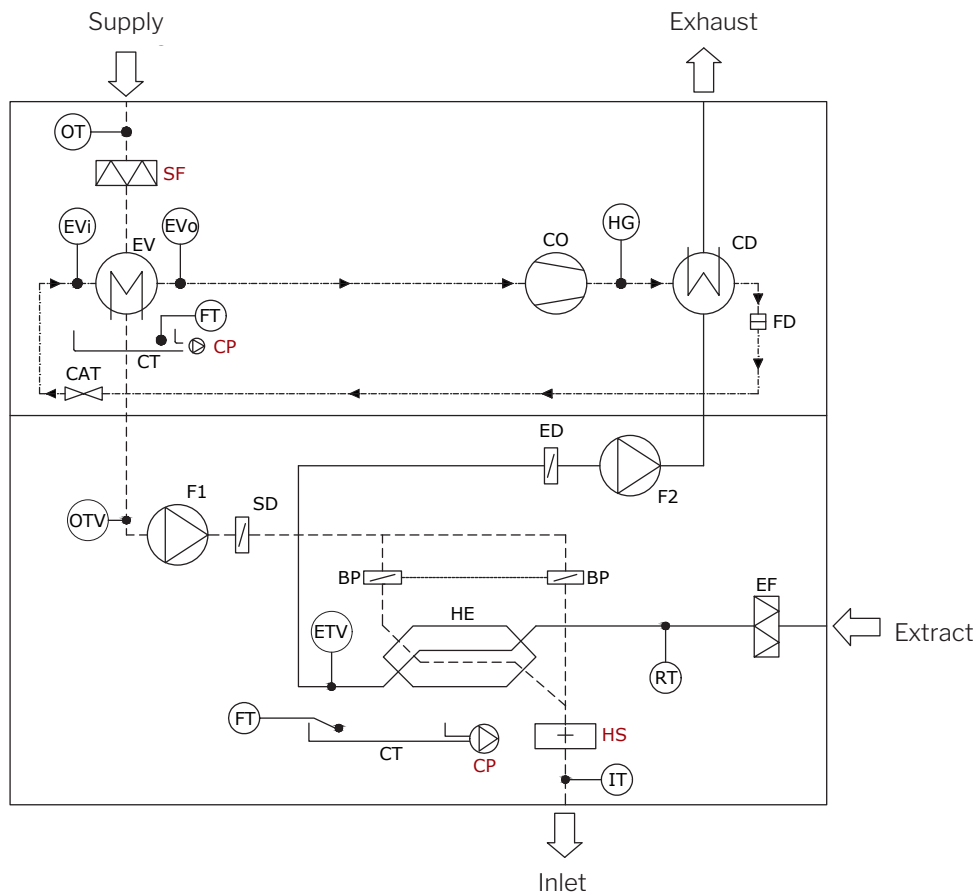 Supply
Exhaust
OT
SF
EVi
EV
EVo
CO
HG
CD
FT
FD
CT
CP
CAT
ED
F2
F1
SD
OTV
BP
BP
EF
ETV
HE
Extract
RT
FT
CT
CP
HS
IT
Inlet